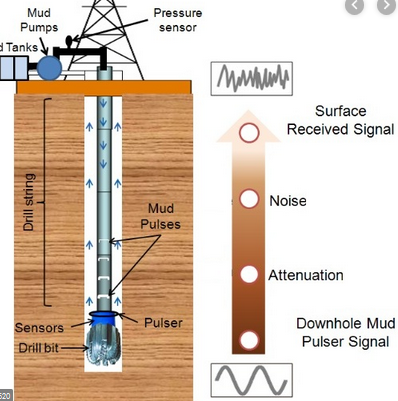 Mud
Pumps
Pressure
sensor
d Tanks
Drill string
Mud
Pulses
Sensors
Pulser
Drill bit
Surface
Received Signal
Noise
Attenuation
Downhole Mud
Pulser Signal
520